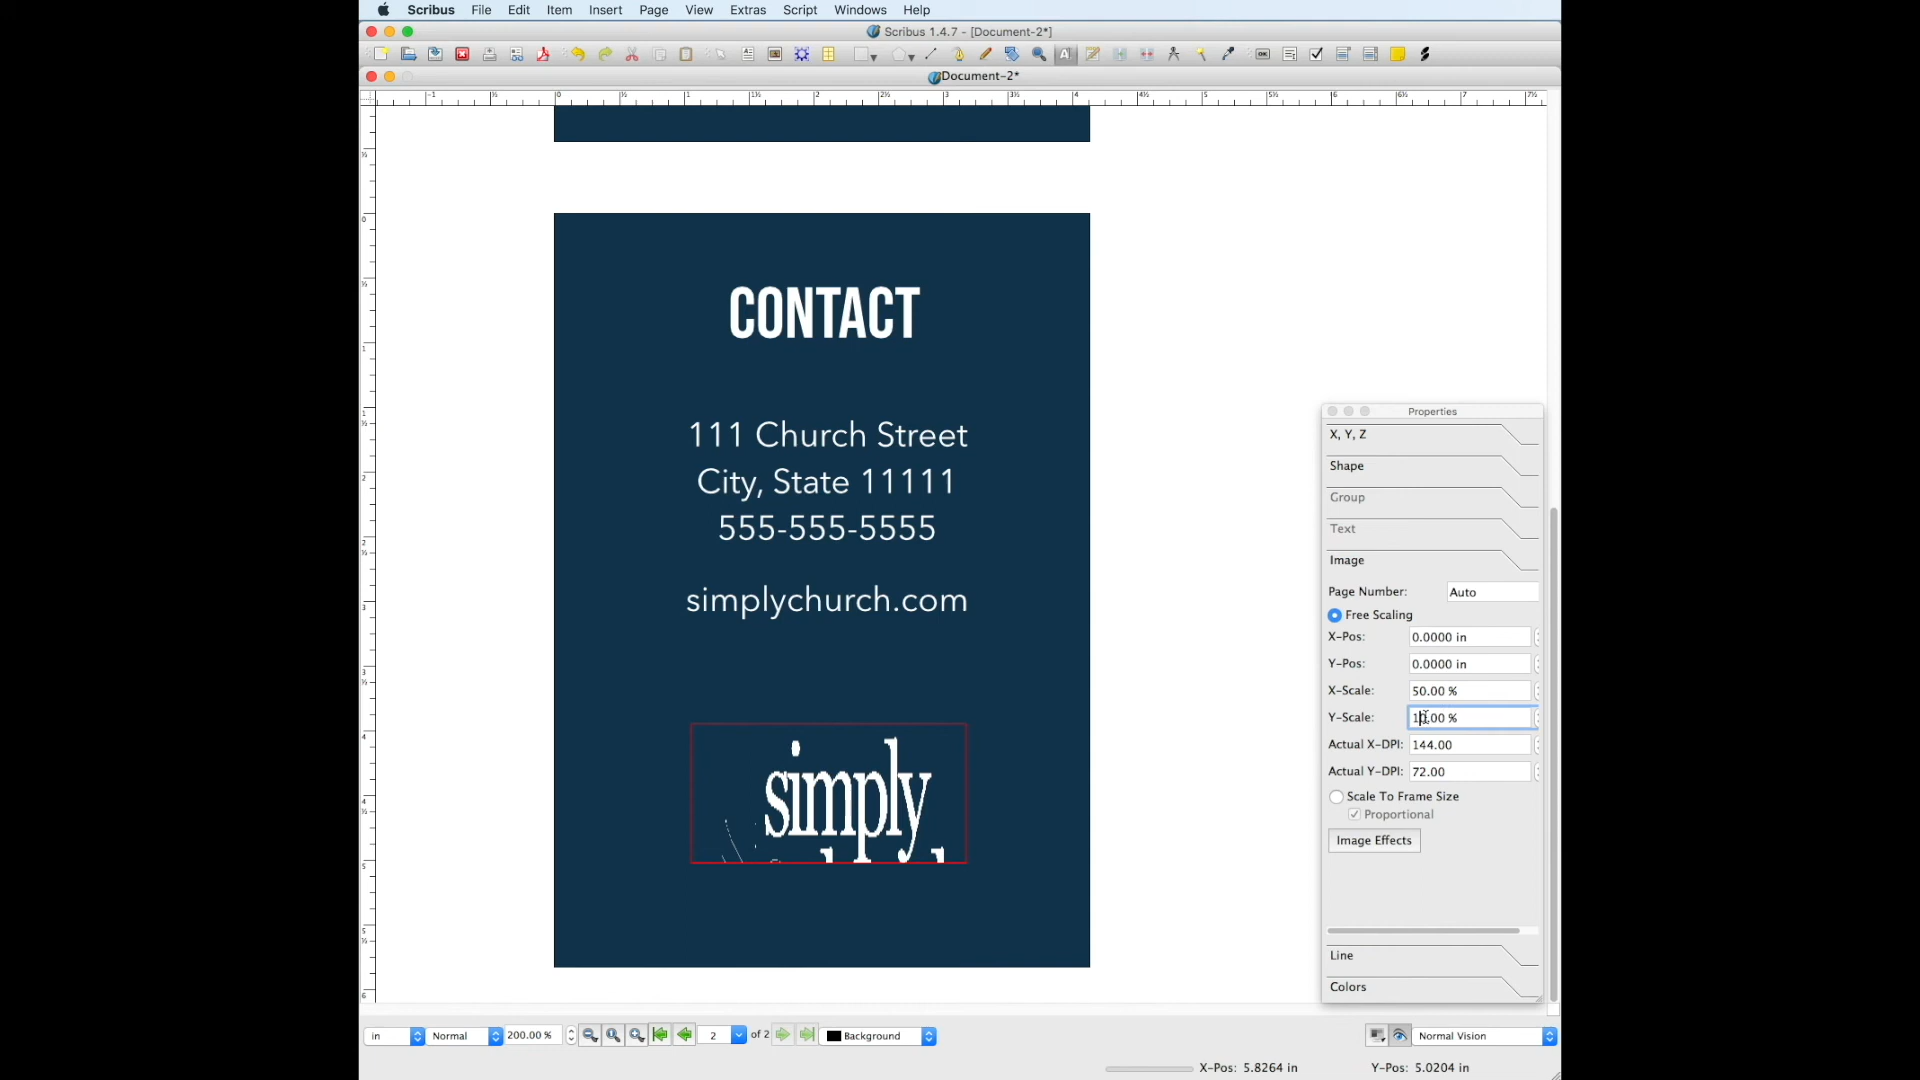 Scribus File Edit Item Insert Page View Extras Script Windows Help
Scribus 1.4.7 - [Document-2*]
Document-2*
CONTACT
111 Church Street
City, State 11111
555-555-5555
simplychurch.com
simply
Properties
X, Y, Z
Shape
Group
Text
Image
Page Number: Auto
Free Scaling
X-Pos: 0.0000 in
Y-Pos: 0.0000 in
X-Scale: 50.00 %
Y-Scale: 10.00 %
Actual X-DPI: 144.00
Actual Y-DPI: 72.00
Scale To Frame Size
Proportional
Image Effects
Line
Colors
in Normal 200.00 % 2 of 2 Background Normal Vision
X-Pos: 5.8264 in Y-Pos: 5.0204 in